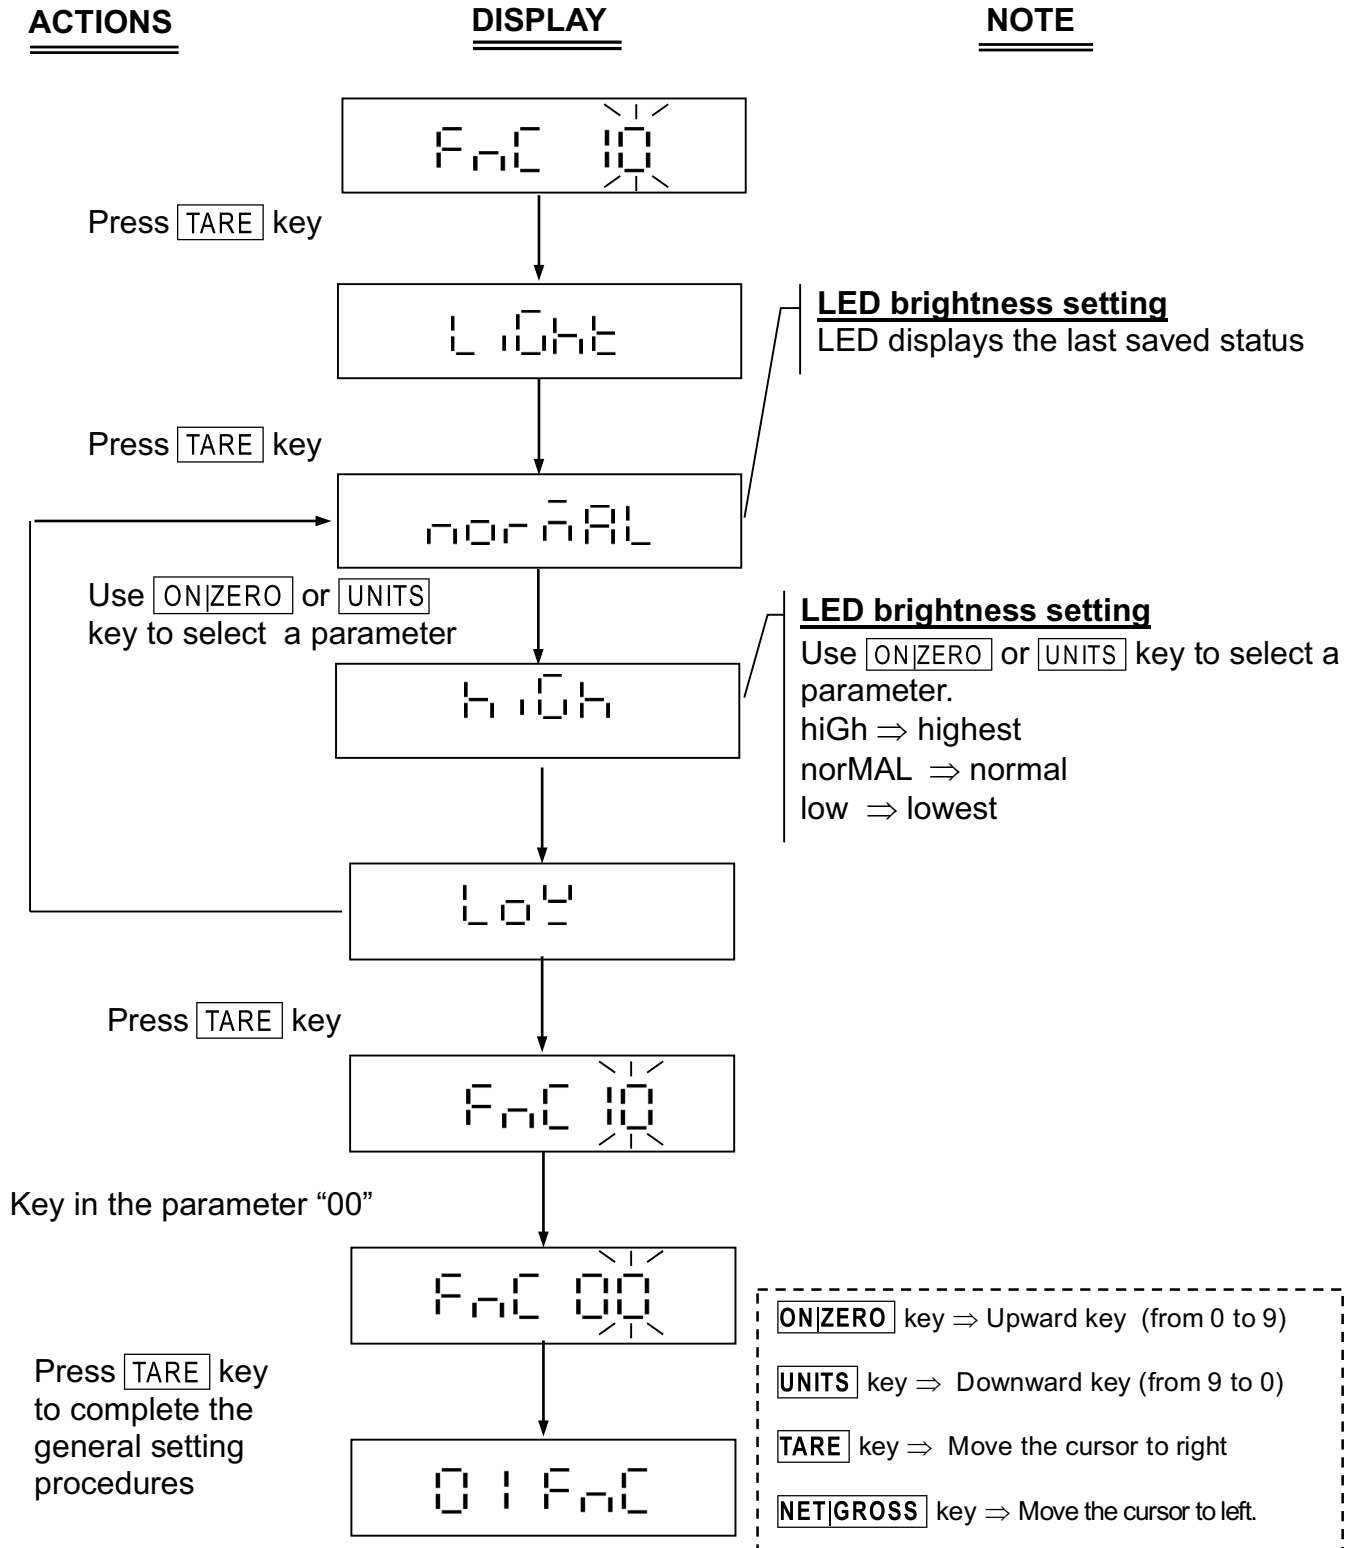 ACTIONS DISPLAY NOTE
FnC 10
Press TARE key
LiGht
LED brightness setting
LED displays the last saved status
Press TARE key
norMAL
Use ON|ZERO or UNITS
key to select a parameter
hiGh
LED brightness setting
Use ON|ZERO or UNITS key to select a
parameter.
hiGh ⇒ highest
norMAL ⇒ normal
low ⇒ lowest
Low
Press TARE key
FnC 10
Key in the parameter “00”
FnC 00
Press TARE key
to complete the
general setting
procedures
01 FnC
ON|ZERO key ⇒ Upward key (from 0 to 9)
UNITS key ⇒ Downward key (from 9 to 0)
TARE key ⇒ Move the cursor to right
NET|GROSS key ⇒ Move the cursor to left.